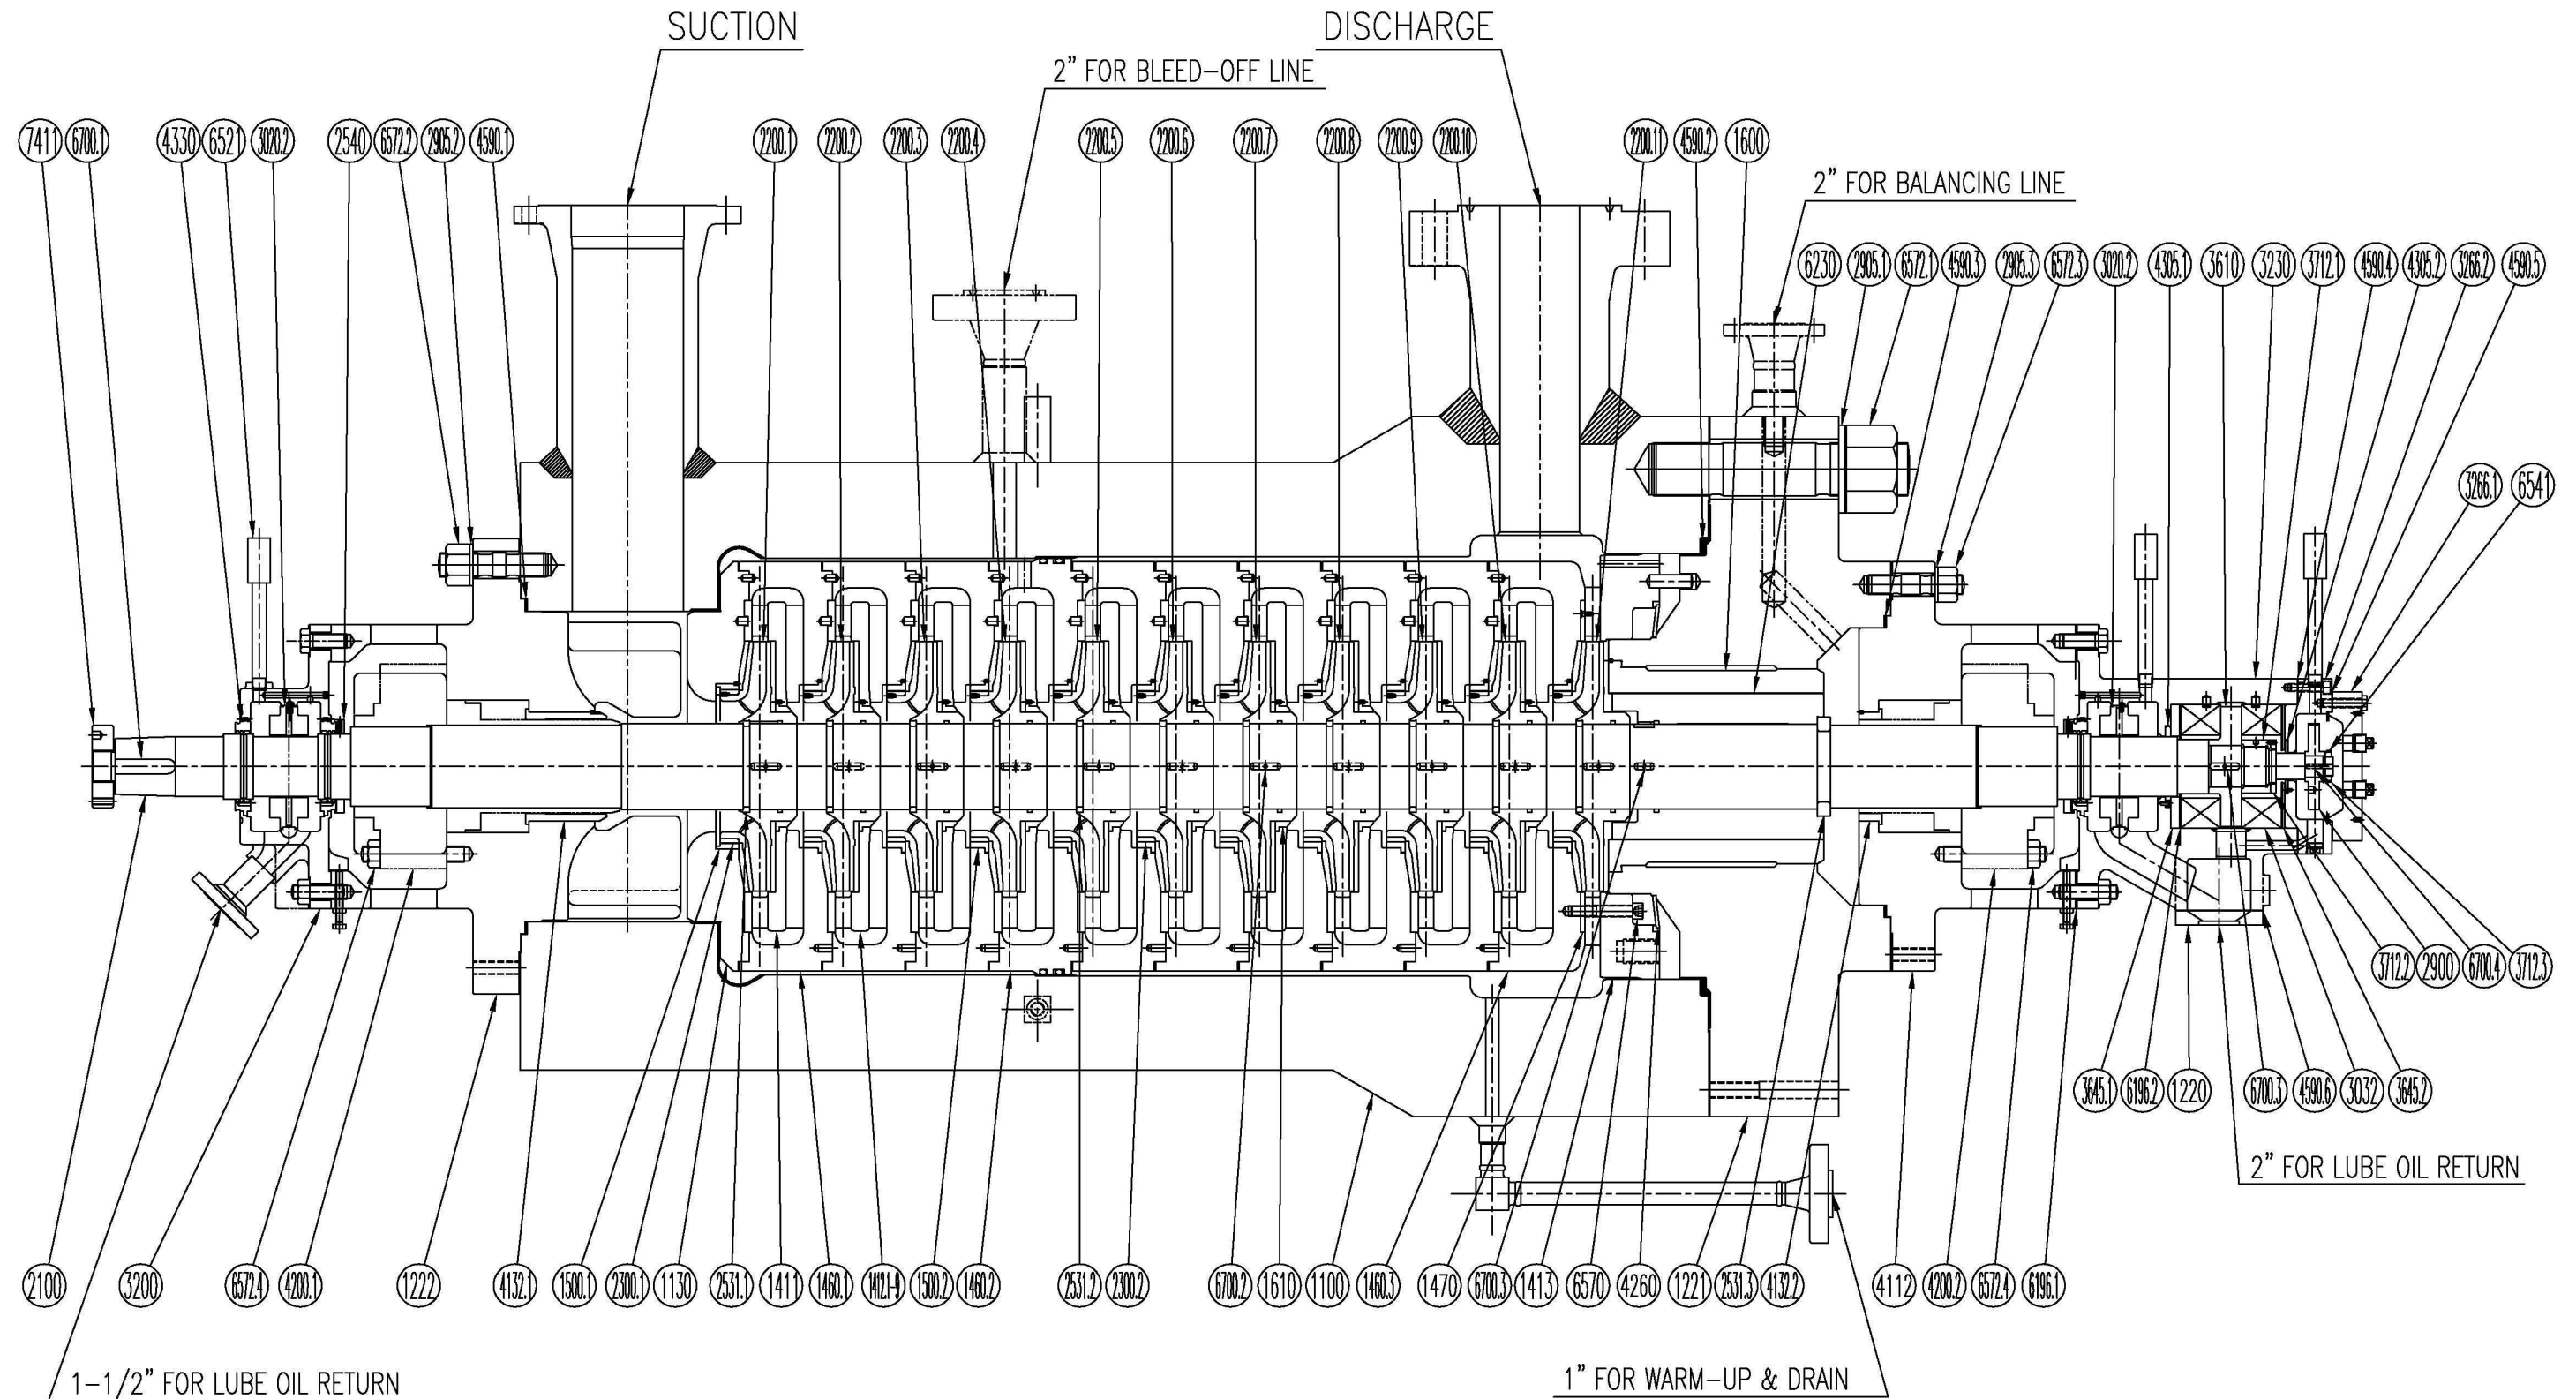 SUCTION
DISCHARGE
2” FOR BLEED-OFF LINE
7411 6700.1 4330 6521 3020.2 2540 6572.2 2905.2 4590.1 2200.1 2200.2 2200.3 2200.4 2200.5 2200.6 2200.7 2200.8 2200.9 2200.10 2200.11 4590.2 1600
2” FOR BALANCING LINE
6230 2905.1 6572.1 4590.3 2905.3 6572.3 3020.2 4305.1 3610 3230 3712.1 4590.4 4305.2 3266.2 4590.5
3266.1 6541
3712.2 2900 6700.4 3712.3
3645.1 6196.2 1220 6700.3 4590.6 3032 3645.2
2” FOR LUBE OIL RETURN
2100 3200 6572.4 4200.1 1222 4132.1 1500.1 2300.1 1130 2531.1 1411 1460.1 1412.1-9 1500.2 1460.2 2531.2 2300.2 6700.2 1610 1100 1460.3 1470 6700.3 1413 6570 4260 1221 2531.3 4132.2 4112 4200.2 6572.4 6196.1
1-1/2” FOR LUBE OIL RETURN
1” FOR WARM-UP & DRAIN